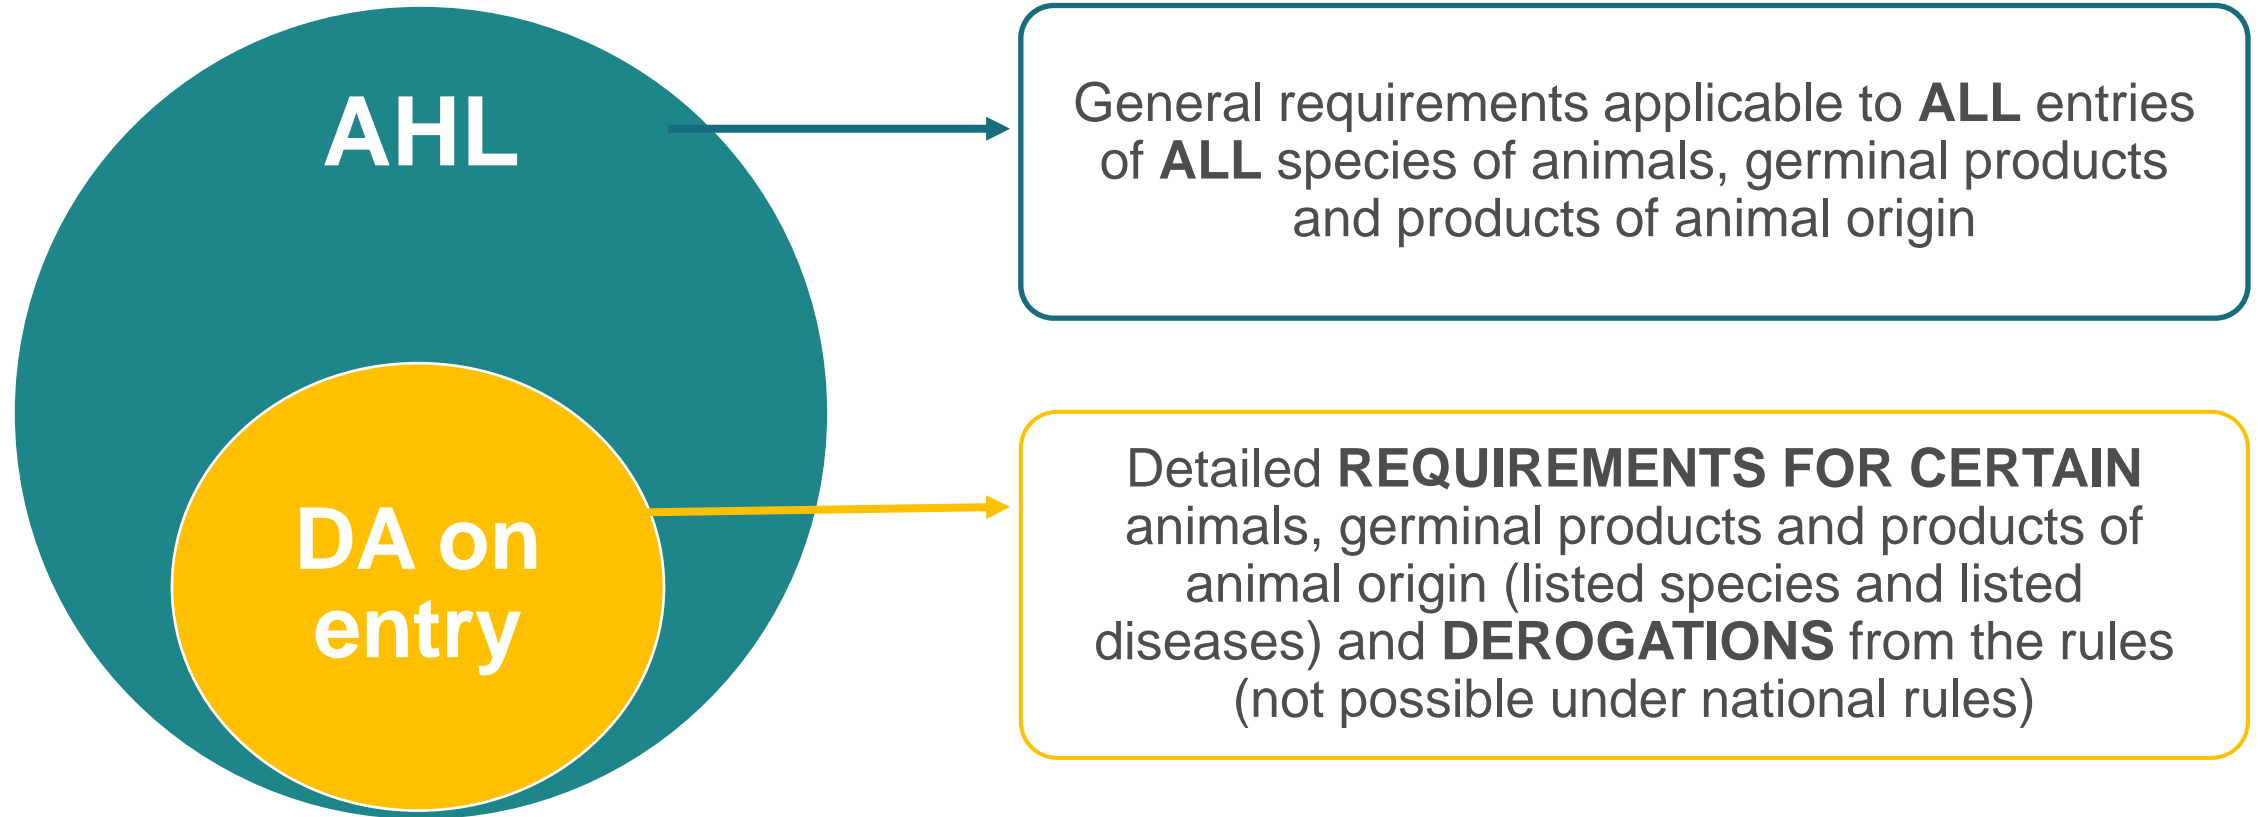 AHL
General requirements applicable to ALL entries
of ALL species of animals, germinal products
and products of animal origin
DA on
entry
Detailed REQUIREMENTS FOR CERTAIN
animals, germinal products and products of
animal origin (listed species and listed
diseases) and DEROGATIONS from the rules
(not possible under national rules)